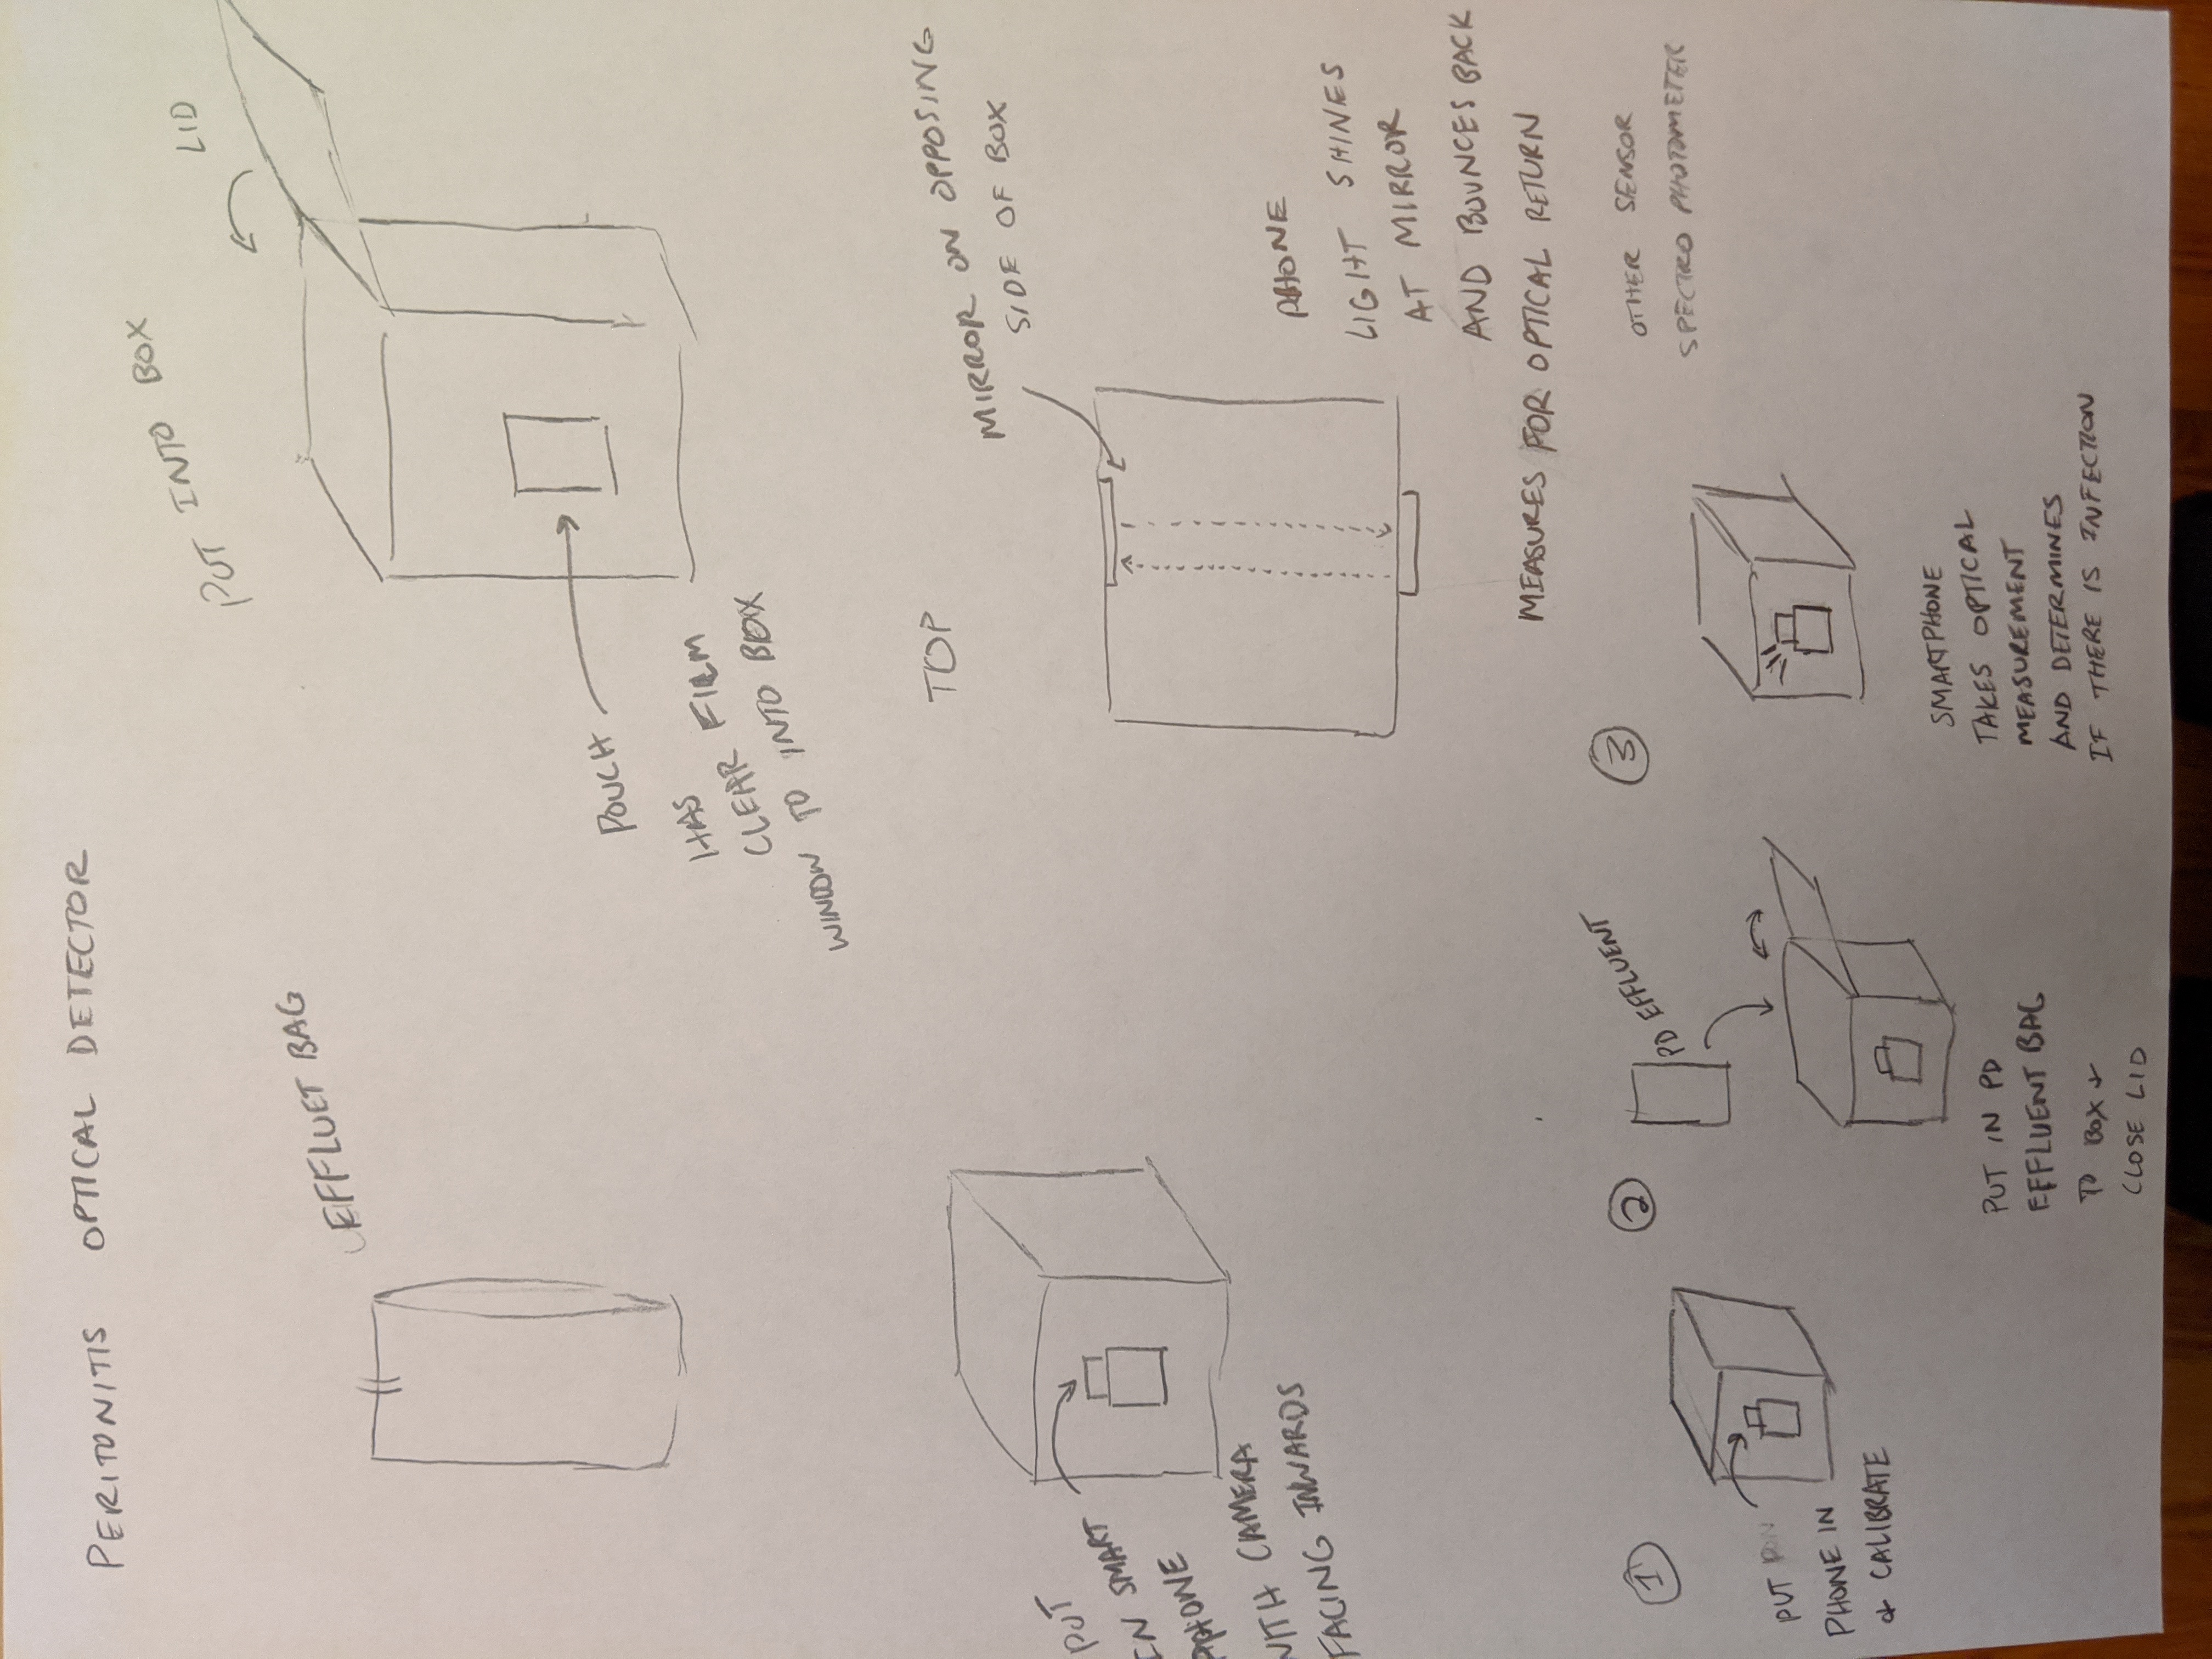 PERITONITIS OPTICAL DETECTOR
PUT INTO BOX
LID
EFFLUET BAG
POUCH
HAS
CLEAR FILM
WINDOW TO INTO BOX
TOP
MIRROR ON OPPOSING
SIDE OF BOX
PUT
IN SMART
PHONE
WITH CAMERA
FACING INWARDS
PHONE
LIGHT SHINES
AT MIRROR
AND BOUNCES BACK
MEASURES FOR OPTICAL RETURN
OTHER SENSOR
SPECTRO PHOTOMETER
1
PUT
PHONE IN
& CALIBRATE
2
PD EFFLUENT
PUT IN PD
EFFLUENT BAG
TO BOX &
CLOSE LID
3
SMARTPHONE
TAKES OPTICAL
MEASUREMENT
AND DETERMINES
IF THERE IS INFECTION